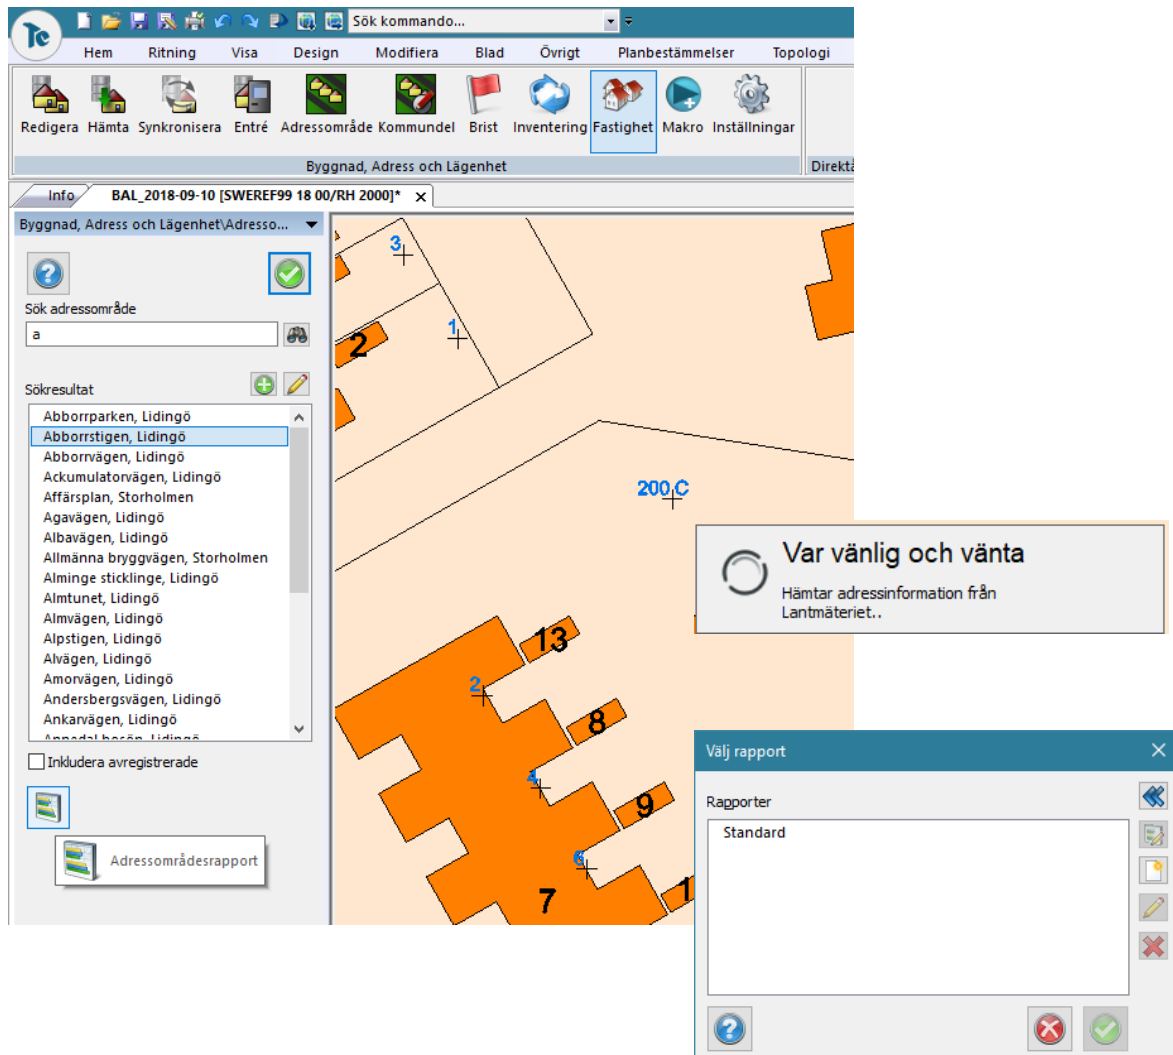 Tc
Sök kommando...
Hem Ritning Visa Design Modifiera Blad Övrigt Planbestämmelser Topologi
Redigera Hämta Synkronisera Entré Adressområde Kommundel Brist Inventering Fastighet Makro Inställningar
Byggnad, Adress och Lägenhet
Info BAL_2018-09-10 [SWEREF99 18 00/RH 2000]*
Byggnad, Adress och Lägenhet\Adresso...
Sök adressområde
a
Sökresultat
Abborrparken, Lidingö
Abborrstigen, Lidingö
Abborrvägen, Lidingö
Ackumulatorvägen, Lidingö
Affärsplan, Storholmen
Agavägen, Lidingö
Albavägen, Lidingö
Allmänna bryggvägen, Storholmen
Alminge sticklinge, Lidingö
Almtunet, Lidingö
Almvägen, Lidingö
Alpstigen, Lidingö
Alvägen, Lidingö
Amorvägen, Lidingö
Andersbergsvägen, Lidingö
Ankarvägen, Lidingö
Inkludera avregistrerade
Adressområdesrapport
3
1
2
200 C
13
2
8
4
9
6
7
1
Var vänlig och vänta
Hämtar adressinformation från
Lantmäteriet..
Välj rapport
Rapporter
Standard